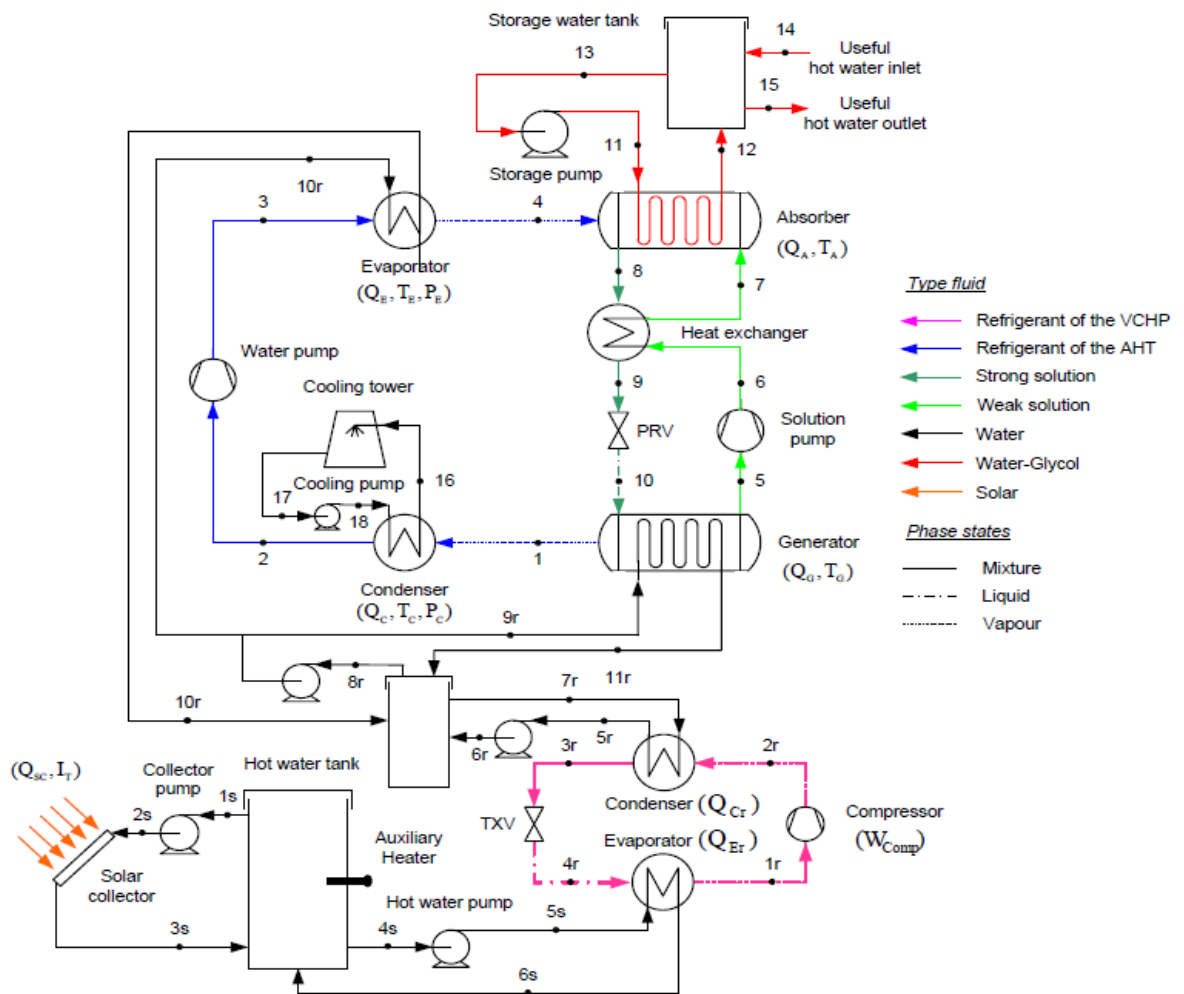 Storage water tank
14
13
Useful
hot water inlet
15
Useful
hot water outlet
11
12
Storage pump
10r
3
4
Absorber
(Q_A, T_A)
Evaporator
(Q_E, T_E, P_E)
8
7
Type fluid
Refrigerant of the VCHP
Heat exchanger
Refrigerant of the AHT
Water pump
Cooling tower
9
6
Strong solution
Weak solution
PRV
Solution
pump
Water
Water-Glycol
Cooling pump
16
17
18
10
5
Solar
Phase states
2
1
Generator
(Q_G, T_G)
Mixture
Condenser
(Q_C, T_C, P_C)
Liquid
Vapour
9r
8r
11r
7r
10r
6r
5r
3r
2r
(Q_SC, I_T)
Hot water tank
Collector
pump
1s
2s
Condenser (Q_Cr)
TXV
Compressor
(W_Comp)
Evaporator (Q_Er)
Auxiliary
Heater
Solar
collector
4r
1r
Hot water pump
5s
3s
4s
6s